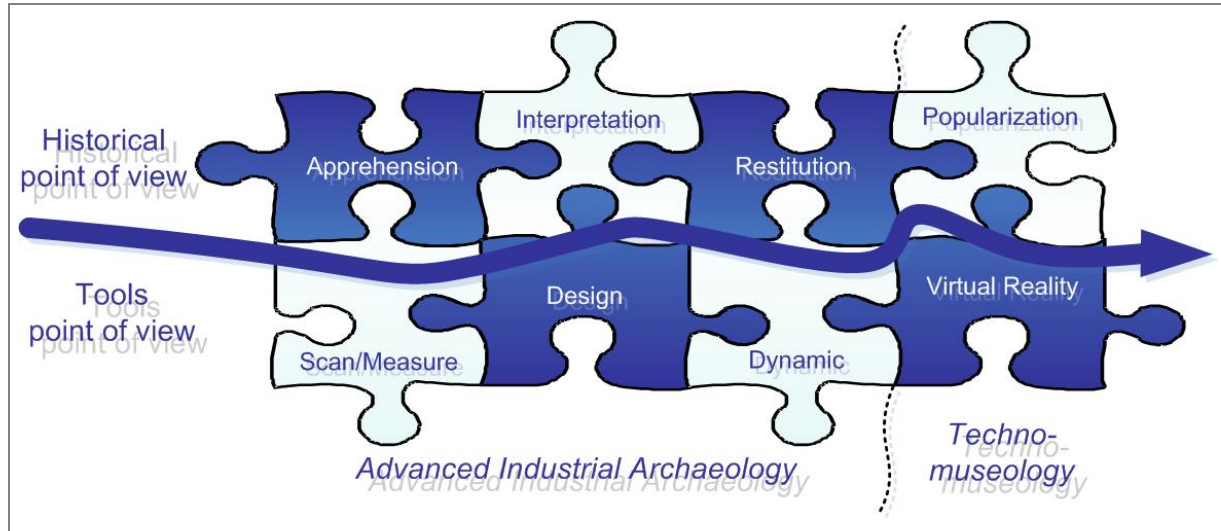 Historical
point of view
Apprehension
Interpretation
Restitution
Popularization
Tools
point of view
Scan/Measure
Design
Dynamic
Virtual Reality
Advanced Industrial Archaeology
Techno-
museology